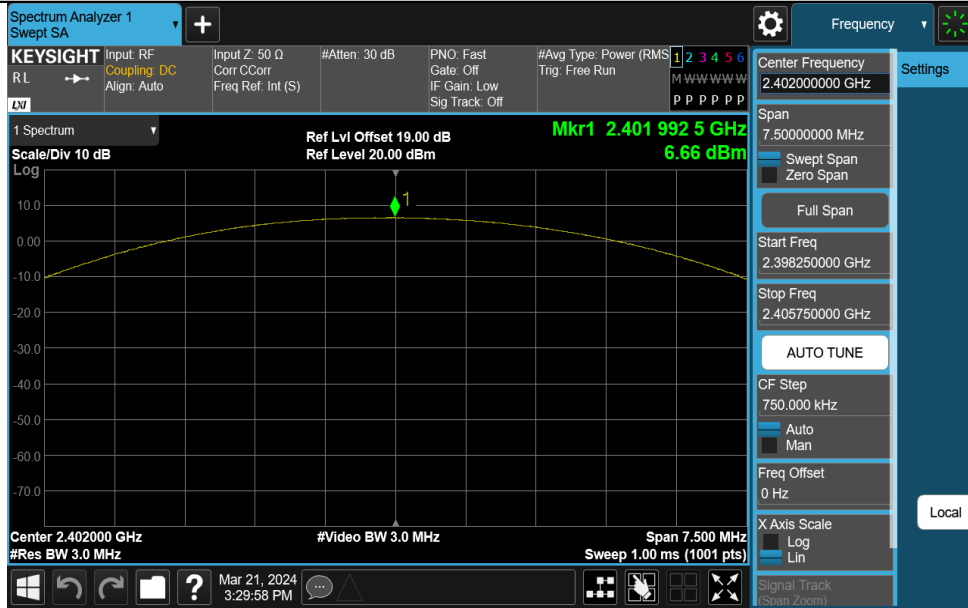 Spectrum Analyzer 1
Swept SA
+
Frequency
KEYSIGHT
RL
LXI
Input: RF
Coupling: DC
Align: Auto
Input Z: 50 Ω
Corr CCorr
Freq Ref: Int (S)
#Atten: 30 dB
PNO: Fast
Gate: Off
IF Gain: Low
Sig Track: Off
#Avg Type: Power (RMS
Trig: Free Run
1 2 3 4 5 6
M W W W W W
P P P P P P
1 Spectrum
Scale/Div 10 dB
Log
Ref Lvl Offset 19.00 dB
Ref Level 20.00 dBm
Mkr1 2.401 992 5 GHz
6.66 dBm
1
10.0
0.00
-10.0
-20.0
-30.0
-40.0
-50.0
-60.0
-70.0
Center 2.402000 GHz
#Res BW 3.0 MHz
#Video BW 3.0 MHz
Span 7.500 MHz
Sweep 1.00 ms (1001 pts)
Center Frequency
2.402000000 GHz
Span
7.50000000 MHz
Swept Span
Zero Span
Full Span
Start Freq
2.398250000 GHz
Stop Freq
2.405750000 GHz
AUTO TUNE
CF Step
750.000 kHz
Auto
Man
Freq Offset
0 Hz
X Axis Scale
Log
Lin
Signal Track
(Span Zoom)
Settings
Local
?
Mar 21, 2024
3:29:58 PM